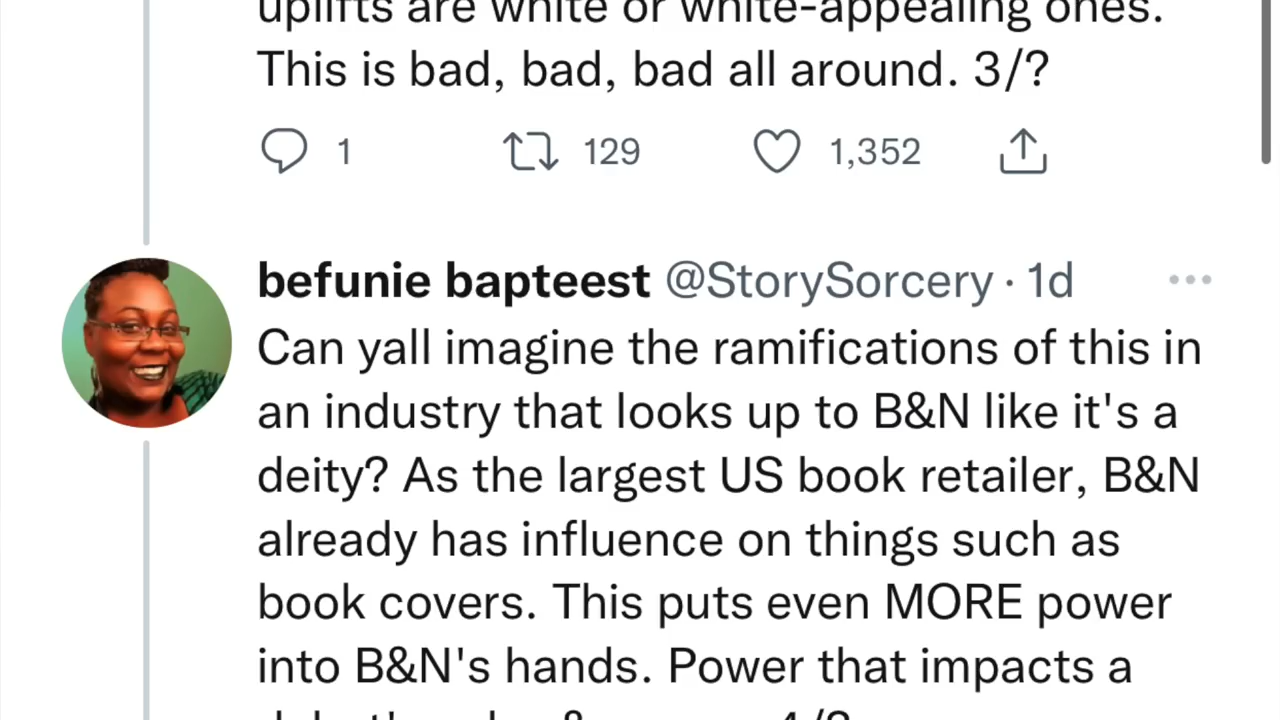 uplifts are white or white-appealing ones.
This is bad, bad, bad all around. 3/?
1 129 1,352
befunie bapteest @StorySorcery · 1d
Can yall imagine the ramifications of this in
an industry that looks up to B&N like it's a
deity? As the largest US book retailer, B&N
already has influence on things such as
book covers. This puts even MORE power
into B&N's hands. Power that impacts a